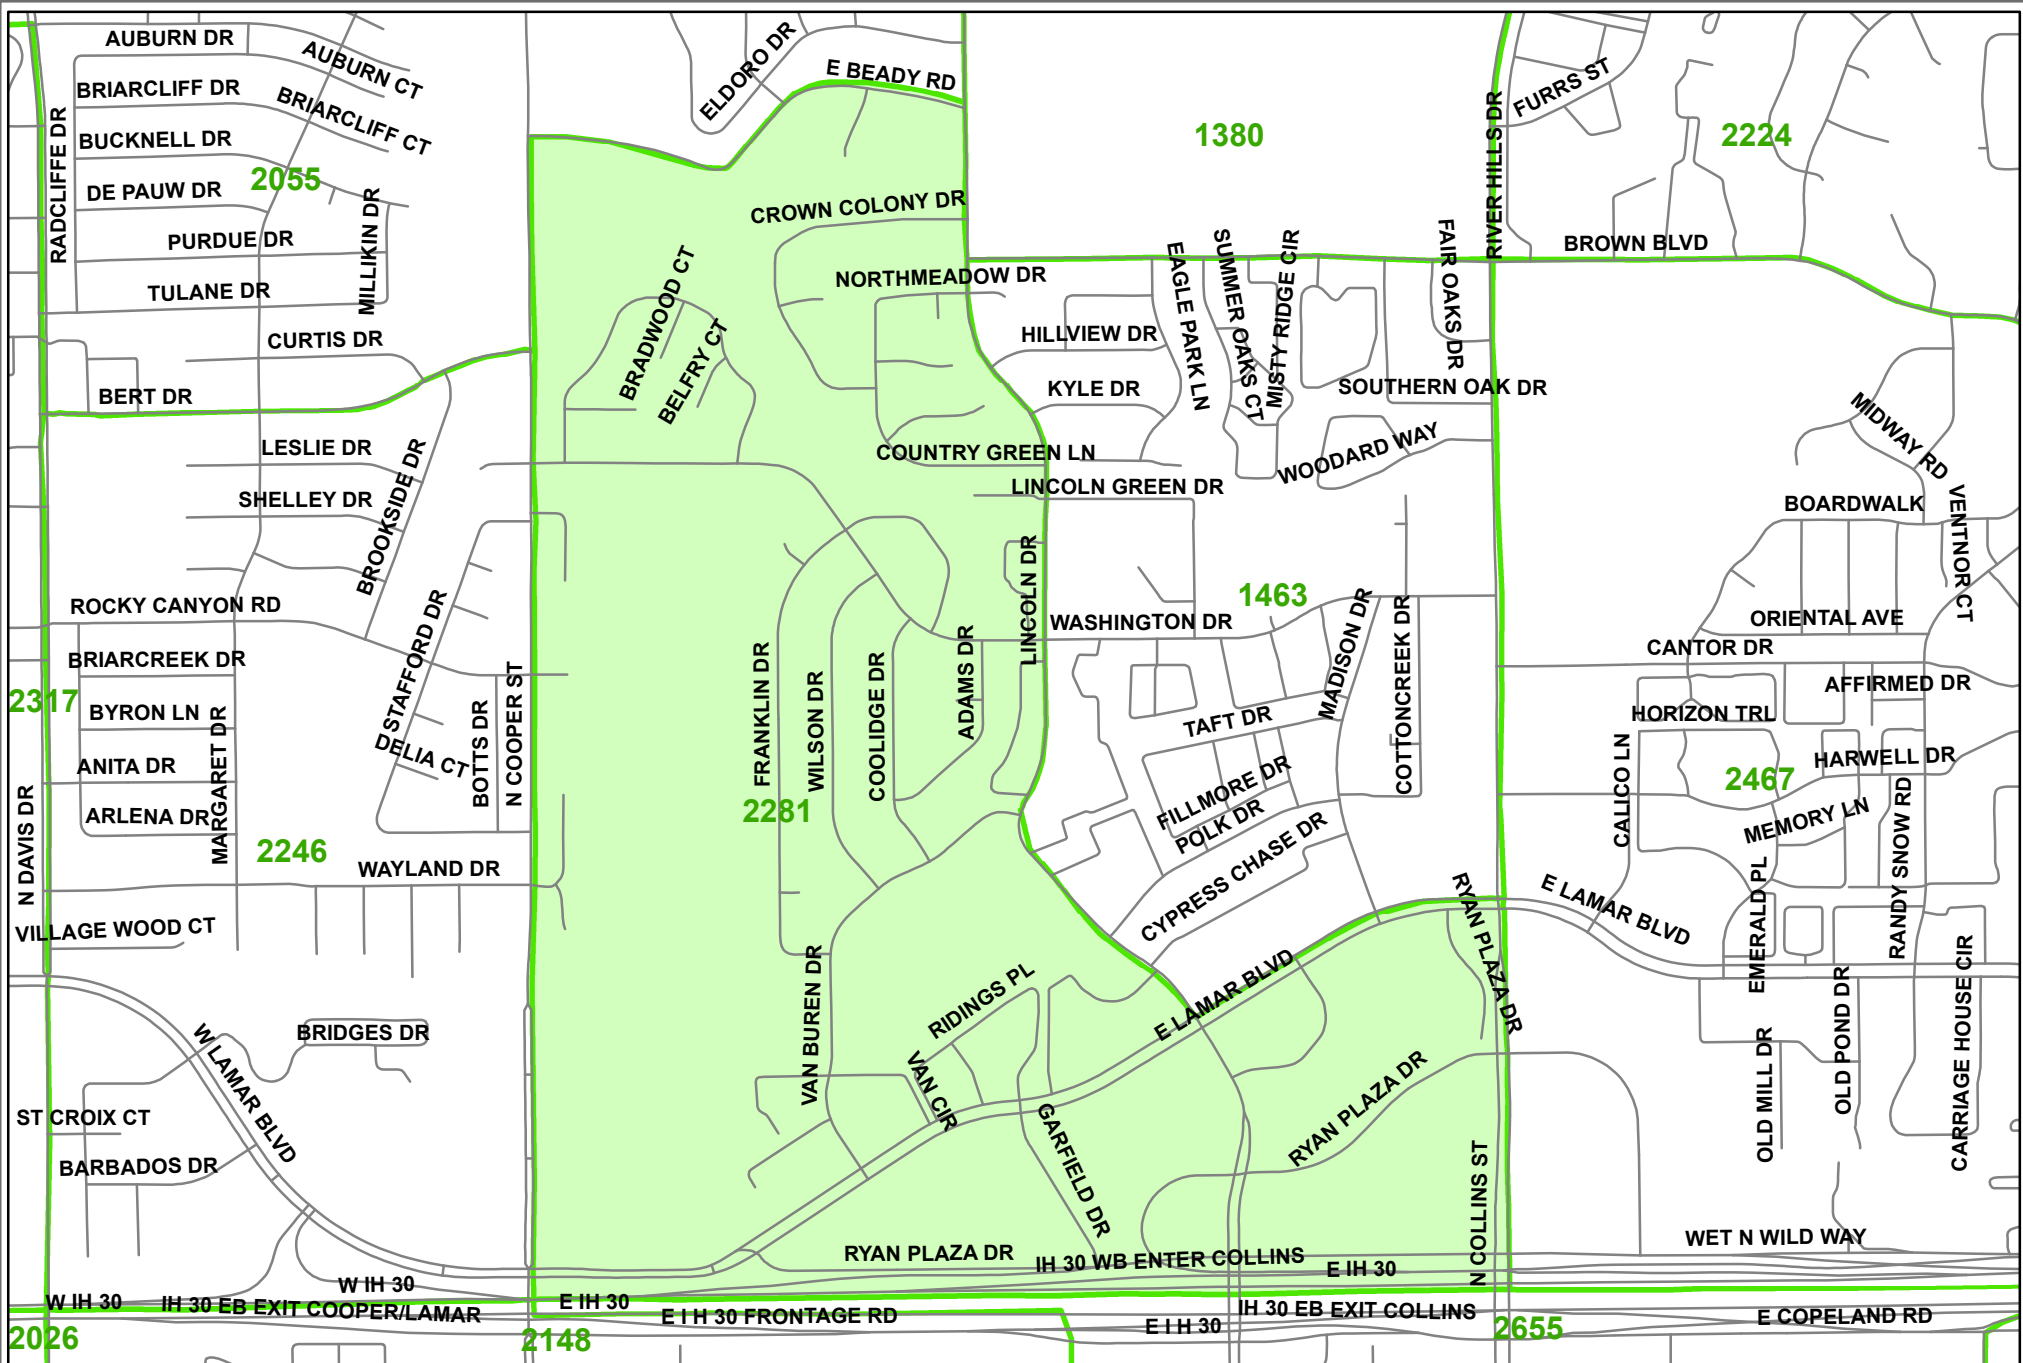 AUBURN DR
AUBURN CT
ELDORO DR
E BEADY RD
FURRS ST
BRIARCLIFF DR
BRIARCLIFF CT
RADCLIFFE DR
BUCKNELL DR
2055
DE PAUW DR
MILLIKIN DR
PURDUE DR
TULANE DR
CURTIS DR
BERT DR
1380
RIVER HILLS DR
2224
CROWN COLONY DR
BROWN BLVD
NORTHMEADOW DR
BRADWOOD CT
BELFRY CT
EAGLE PARK LN
SUMMER OAKS CT
MISTY RIDGE CIR
FAIR OAKS DR
HILLVIEW DR
KYLE DR
SOUTHERN OAK DR
MIDWAY RD
LESLIE DR
COUNTRY GREEN LN
WOODARD WAY
SHELLEY DR
BROOKSIDE DR
LINCOLN GREEN DR
BOARDWALK
VENTNOR CT
LINCOLN DR
1463
ROCKY CANYON RD
STAFFORD DR
WASHINGTON DR
MADISON DR
COTTONCREEK DR
ORIENTAL AVE
CANTOR DR
BRIARCREEK DR
2317
BYRON LN
MARGARET DR
DELIA CT
BOTTS DR
N COOPER ST
FRANKLIN DR
WILSON DR
COOLIDGE DR
ADAMS DR
TAFT DR
AFFIRMED DR
HORIZON TRL
HARWELL DR
CALICO LN
2467
ANITA DR
ARLENA DR
N DAVIS DR
2281
FILLMORE DR
POLK DR
CYPRESS CHASE DR
MEMORY LN
RANDY SNOW RD
2246
WAYLAND DR
VILLAGE WOOD CT
RYAN PLAZA DR
E LAMAR BLVD
EMERALD PL
CARRIAGE HOUSE CIR
VAN BUREN DR
RIDINGS PL
E LAMAR BLVD
OLD POND DR
OLD MILL DR
W LAMAR BLVD
BRIDGES DR
VAN CIR
GARFIELD DR
RYAN PLAZA DR
ST CROIX CT
BARBADOS DR
N COLLINS ST
RYAN PLAZA DR
IH 30 WB ENTER COLLINS
E IH 30
WET N WILD WAY
W IH 30
W IH 30
IH 30 EB EXIT COOPER/LAMAR
E IH 30
E I H 30 FRONTAGE RD
IH 30 EB EXIT COLLINS
E I H 30
E COPELAND RD
2026
2148
2655